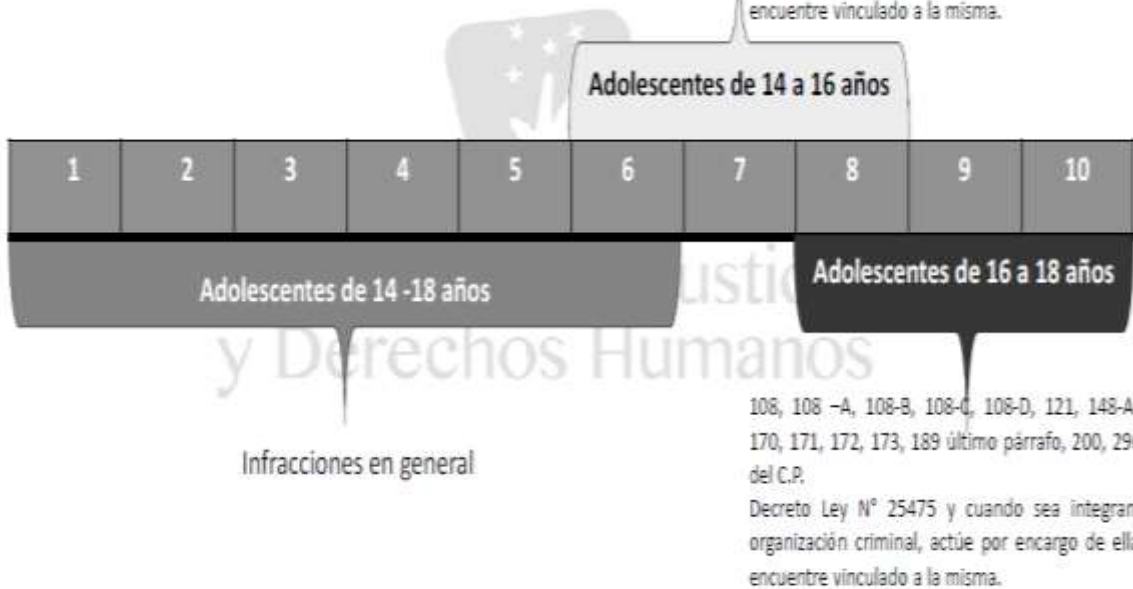 encuentre vinculado a la misma.
Adolescentes de 14 a 16 años
1 2 3 4 5 6 7 8 9 10
Adolescentes de 14 -18 años
Adolescentes de 16 a 18 años
y Derechos Humanos
Infracciones en general
108, 108 –A, 108-B, 108-C, 108-D, 121, 148-A
170, 171, 172, 173, 189 último párrafo, 200, 29
del C.P.
Decreto Ley N° 25475 y cuando sea
organización criminal, actúe por encargo de
encuentre vinculado a la misma.